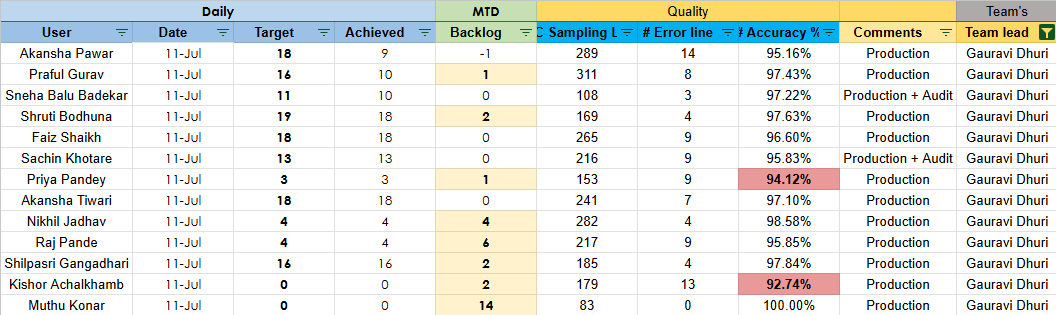 Daily MTD Quality Team's
User Date Target Achieved Backlog C Sampling L # Error line # Accuracy % Comments Team lead
Akansha Pawar 11-Jul 18 9 -1 289 14 95.16% Production Gauravi Dhuri
Praful Gurav 11-Jul 16 10 1 311 8 97.43% Production Gauravi Dhuri
Sneha Balu Badekar 11-Jul 11 10 0 108 3 97.22% Production + Audit Gauravi Dhuri
Shruti Bodhuna 11-Jul 19 18 2 169 4 97.63% Production Gauravi Dhuri
Faiz Shaikh 11-Jul 18 18 0 265 9 96.60% Production Gauravi Dhuri
Sachin Khotare 11-Jul 13 13 0 216 9 95.83% Production + Audit Gauravi Dhuri
Priya Pandey 11-Jul 3 3 1 153 9 94.12% Production Gauravi Dhuri
Akansha Tiwari 11-Jul 18 18 0 241 7 97.10% Production Gauravi Dhuri
Nikhil Jadhav 11-Jul 4 4 4 282 4 98.58% Production Gauravi Dhuri
Raj Pande 11-Jul 4 4 6 217 9 95.85% Production Gauravi Dhuri
Shilpasri Gangadhari 11-Jul 16 16 2 185 4 97.84% Production Gauravi Dhuri
Kishor Achalkhamb 11-Jul 0 0 2 179 13 92.74% Production Gauravi Dhuri
Muthu Konar 11-Jul 0 0 14 83 0 100.00% Production Gauravi Dhuri